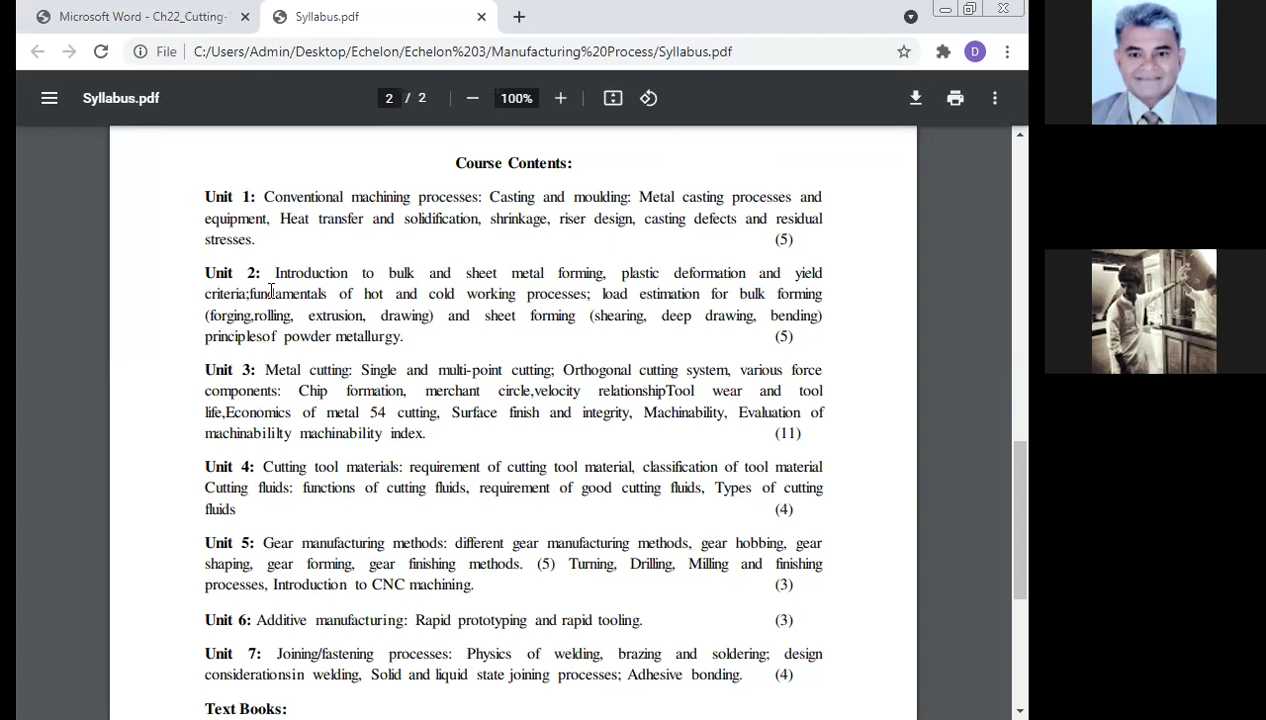 Microsoft Word - Ch22_Cutting-
Syllabus.pdf
File
C:/Users/Admin/Desktop/Echelon/Echelon%203/Manufacturing%20Process/Syllabus.pdf
D
Syllabus.pdf
2 / 2
100%
Course Contents:
Unit 1: Conventional machining processes: Casting and moulding: Metal casting processes and
equipment, Heat transfer and solidification, shrinkage, riser design, casting defects and residual
stresses. (5)
Unit 2: Introduction to bulk and sheet metal forming, plastic deformation and yield
criteria;fundamentals of hot and cold working processes; load estimation for bulk forming
(forging,rolling, extrusion, drawing) and sheet forming (shearing, deep drawing, bending)
principlesof powder metallurgy. (5)
Unit 3: Metal cutting: Single and multi-point cutting; Orthogonal cutting system, various force
components: Chip formation, merchant circle,velocity relationshipTool wear and tool
life,Economics of metal 54 cutting, Surface finish and integrity, Machinability, Evaluation of
machinabililty machinability index. (11)
Unit 4: Cutting tool materials: requirement of cutting tool material, classification of tool material
Cutting fluids: functions of cutting fluids, requirement of good cutting fluids, Types of cutting
fluids (4)
Unit 5: Gear manufacturing methods: different gear manufacturing methods, gear hobbing, gear
shaping, gear forming, gear finishing methods. (5) Turning, Drilling, Milling and finishing
processes, Introduction to CNC machining. (3)
Unit 6: Additive manufacturing: Rapid prototyping and rapid tooling. (3)
Unit 7: Joining/fastening processes: Physics of welding, brazing and soldering; design
considerationsin welding, Solid and liquid state joining processes; Adhesive bonding. (4)
Text Books: